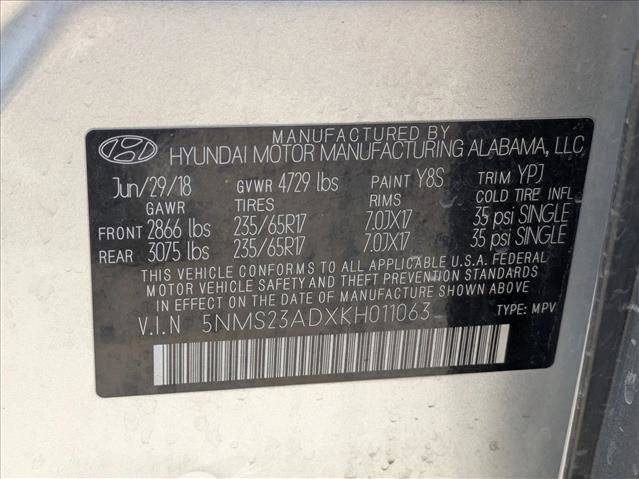 MANUFACTURED BY
HYUNDAI MOTOR MANUFACTURING ALABAMA, LLC
Jun/29/18 GVWR 4729 lbs PAINT Y8S TRIM YPJ
GAWR TIRES RIMS COLD TIRE INFL
FRONT 2866 lbs 235/65R17 7.0JX17 35 psi SINGLE
REAR 3075 lbs 235/65R17 7.0JX17 35 psi SINGLE
THIS VEHICLE CONFORMS TO ALL APPLICABLE U.S.A. FEDERAL
MOTOR VEHICLE SAFETY AND THEFT PREVENTION STANDARDS
IN EFFECT ON THE DATE OF MANUFACTURE SHOWN ABOVE.
V.I.N 5NMS23ADXKH011063 TYPE: MPV